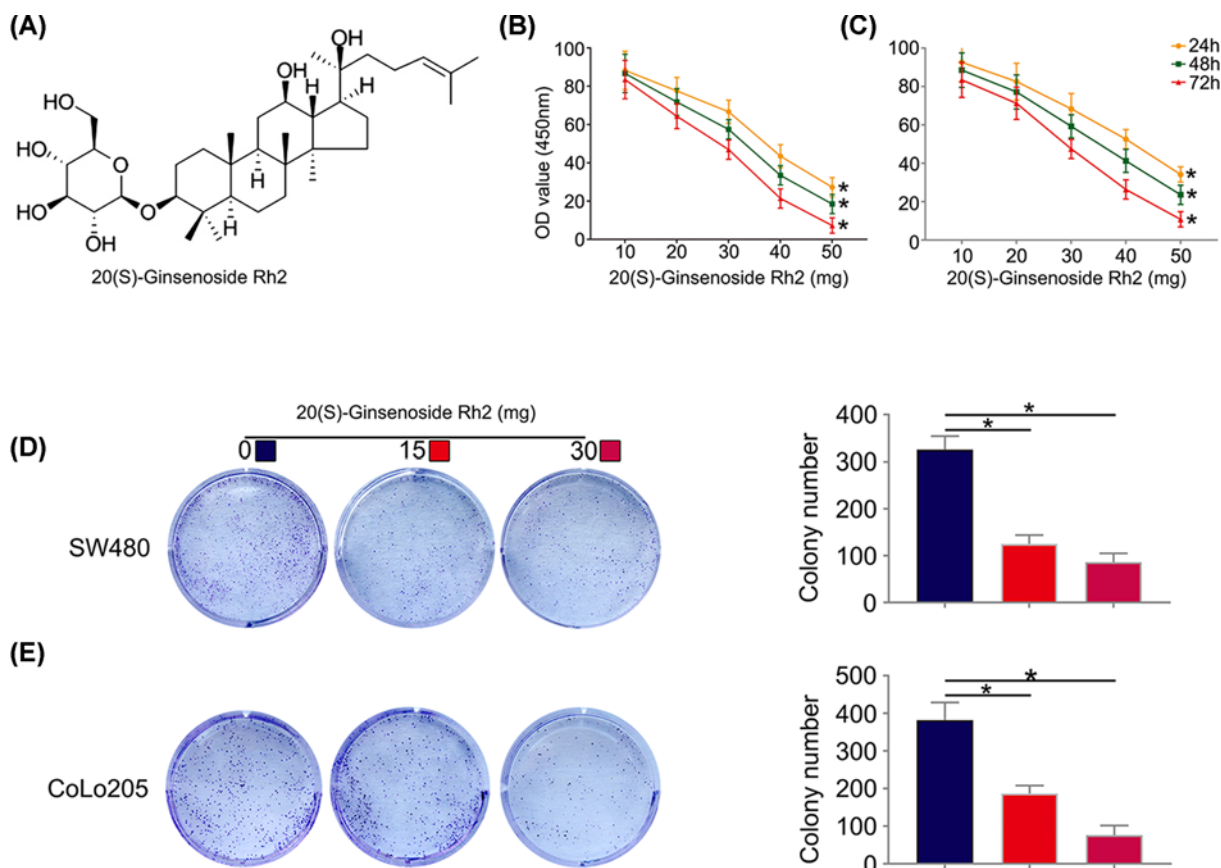 (A)
OH
OH
HO
HO
O
H
H
HO
O
H
OH
20(S)-Ginsenoside Rh2
(B)
100
80
60
40
20
0
OD value (450nm)
*
*
*
10 20 30 40 50
20(S)-Ginsenoside Rh2 (mg)
(C)
24h
48h
72h
100
80
60
40
20
0
*
*
*
10 20 30 40 50
20(S)-Ginsenoside Rh2 (mg)
20(S)-Ginsenoside Rh2 (mg)
(D)
0 15 30
SW480
400
300
200
100
0
Colony number
*
*
(E)
CoLo205
500
400
300
200
100
0
Colony number
*
*